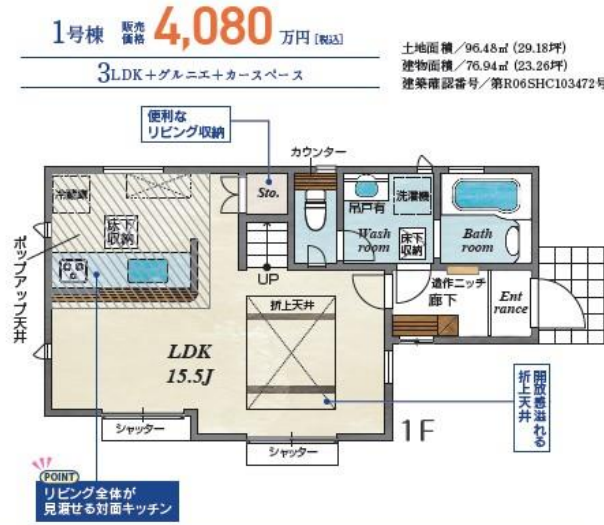 1号棟 販売価格 4,080 万円 [税込]
3LDK+グルニエ+カースペース
土地面積/96.48㎡ (29.18坪)
建物面積/76.94㎡ (23.26坪)
建築確認番号/第R06SHC103472号
便利な
リビング収納
カウンター
冷蔵庫
Sto.
吊戸有
洗濯機
床下
収納
Wash
room
床下
収納
Bath
room
ポップアップ天井
UP
造作ニッチ
廊下
Ent
rance
折上天井
LDK
15.5J
開放感溢れる
折上天井
シャッター
シャッター
1F
POINT
リビング全体が
見渡せる対面キッチン